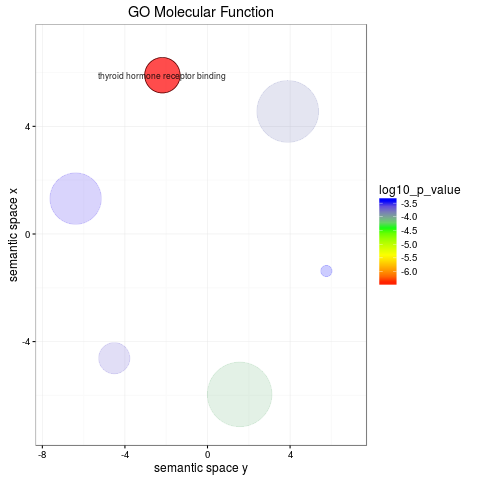 GO Molecular Function
thyroid hormone receptor binding
4
0
-4
semantic space x
-8
-4
0
4
semantic space y
log10_p_value
-3.5
-4.0
-4.5
-5.0
-5.5
-6.0